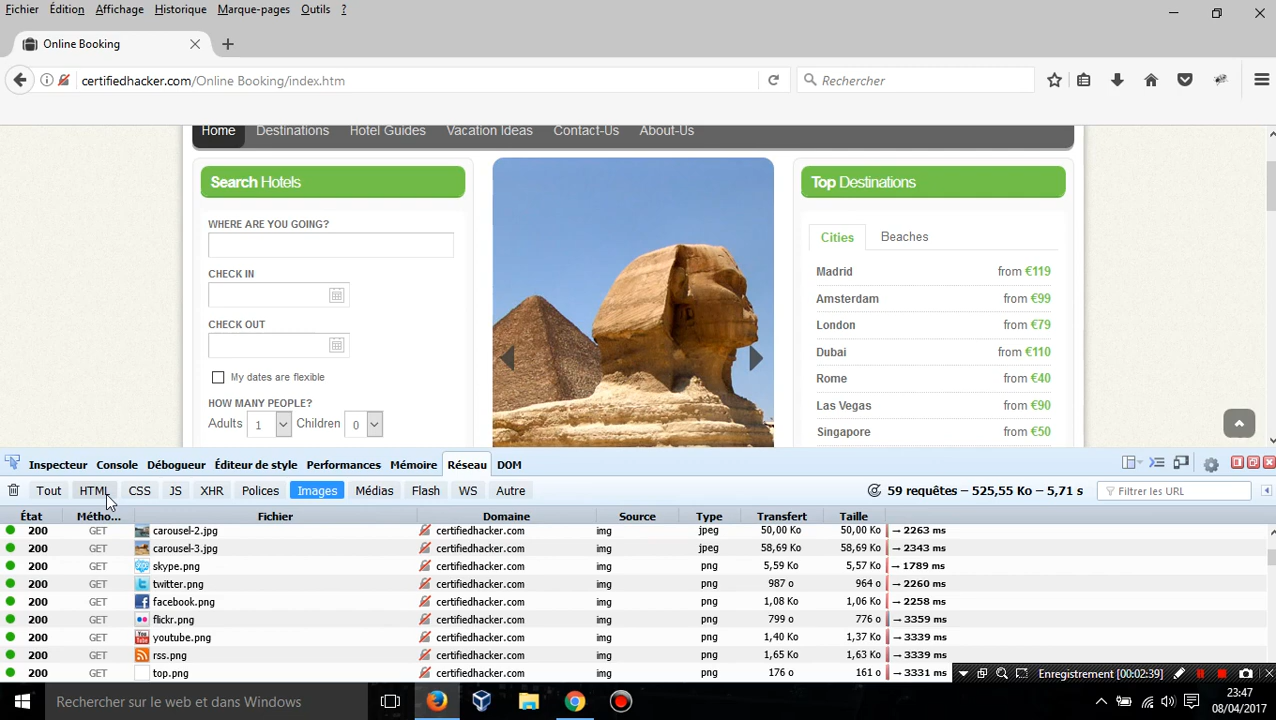 Fichier Édition Affichage Historique Marque-pages Outils ?
Online Booking
certifiedhacker.com/Online Booking/index.htm
Rechercher
Home Destinations Hotel Guides Vacation Ideas Contact-Us About-Us
Search Hotels
WHERE ARE YOU GOING?
CHECK IN
CHECK OUT
My dates are flexible
HOW MANY PEOPLE?
Adults 1 Children 0
Top Destinations
Cities Beaches
Madrid from €119
Amsterdam from €99
London from €79
Dubai from €110
Rome from €40
Las Vegas from €90
Singapore from €50
Inspecteur Console Débogueur Éditeur de style Performances Mémoire Réseau DOM
Tout HTML CSS JS XHR Polices Images Médias Flash WS Autre 59 requêtes – 525,55 Ko – 5,71 s Filtrer les URL
État Métho... Fichier Domaine Source Type Transfert Taille
200 GET carousel-2.jpg certifiedhacker.com img jpeg 50,00 Ko 50,00 Ko → 2263 ms
200 GET carousel-3.jpg certifiedhacker.com img jpeg 58,69 Ko 58,69 Ko → 2343 ms
200 GET skype.png certifiedhacker.com img png 5,59 Ko 5,57 Ko → 1789 ms
200 GET twitter.png certifiedhacker.com img png 987 o 964 o → 2260 ms
200 GET facebook.png certifiedhacker.com img png 1,08 Ko 1,06 Ko → 2258 ms
200 GET flickr.png certifiedhacker.com img png 799 o 776 o → 3359 ms
200 GET youtube.png certifiedhacker.com img png 1,40 Ko 1,37 Ko → 3339 ms
200 GET rss.png certifiedhacker.com img png 1,65 Ko 1,63 Ko → 3339 ms
200 GET top.png certifiedhacker.com img png 176 o 161 o → 3331 ms
Enregistrement [00:02:39]
Rechercher sur le web et dans Windows
23:47
08/04/2017